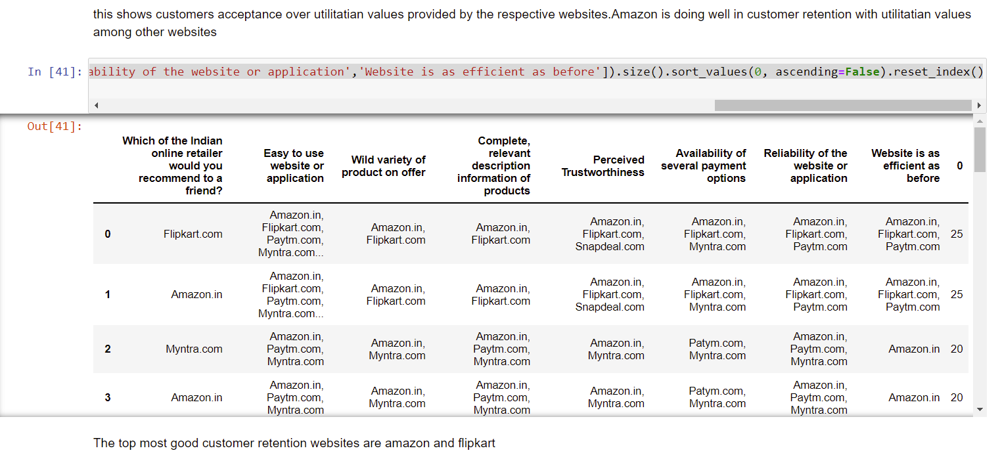 this shows customers acceptance over utilitatian values provided by the respective websites.Amazon is doing well in customer retention with utilitatian values
among other websites
In [41]: ability of the website or application','Website is as efficient as before']).size().sort_values(0, ascending=False).reset_index()
Out[41]:
Which of the Indian online retailer would you recommend to a friend? Easy to use website or application Wild variety of product on offer Complete, relevant description information of products Perceived Trustworthiness Availability of several payment options Reliability of the website or application Website is as efficient as before 0
0 Flipkart.com Amazon.in, Flipkart.com, Paytm.com, Myntra.com... Amazon.in, Flipkart.com Amazon.in, Flipkart.com Amazon.in, Flipkart.com, Snapdeal.com Amazon.in, Flipkart.com, Myntra.com Amazon.in, Flipkart.com, Paytm.com Amazon.in, Flipkart.com, Paytm.com 25
1 Amazon.in Amazon.in, Flipkart.com, Paytm.com, Myntra.com... Amazon.in, Flipkart.com Amazon.in, Flipkart.com Amazon.in, Flipkart.com, Snapdeal.com Amazon.in, Flipkart.com, Myntra.com Amazon.in, Flipkart.com, Paytm.com Amazon.in, Flipkart.com, Paytm.com 25
2 Myntra.com Amazon.in, Paytm.com, Myntra.com Amazon.in, Myntra.com Amazon.in, Paytm.com, Myntra.com Amazon.in, Myntra.com Patym.com, Myntra.com Amazon.in, Paytm.com, Myntra.com Amazon.in 20
3 Amazon.in Amazon.in, Paytm.com, Myntra.com Amazon.in, Myntra.com Amazon.in, Paytm.com, Myntra.com Amazon.in, Myntra.com Patym.com, Myntra.com Amazon.in, Paytm.com, Myntra.com Amazon.in 20
The top most good customer retention websites are amazon and flipkart